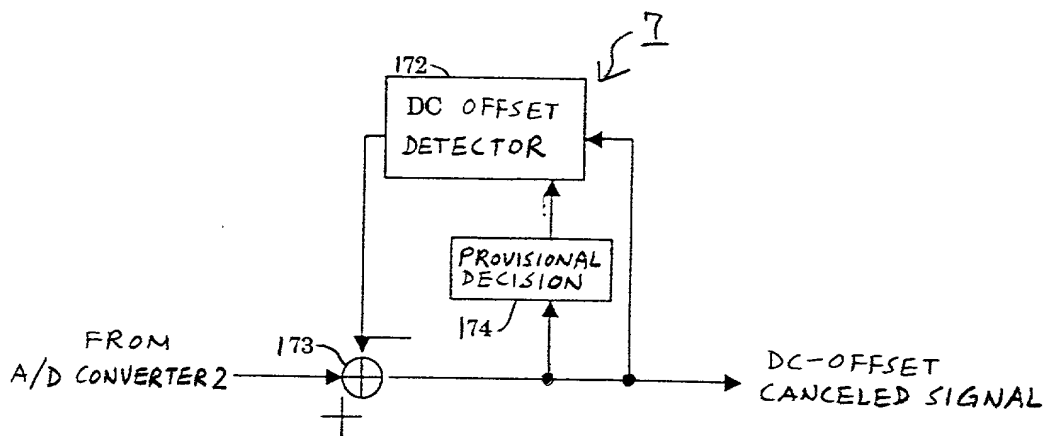 7
172
DC OFFSET
DETECTOR
PROVISIONAL
DECISION
174
FROM
A/D CONVERTER 2
173
−
+
DC-OFFSET
CANCELED SIGNAL